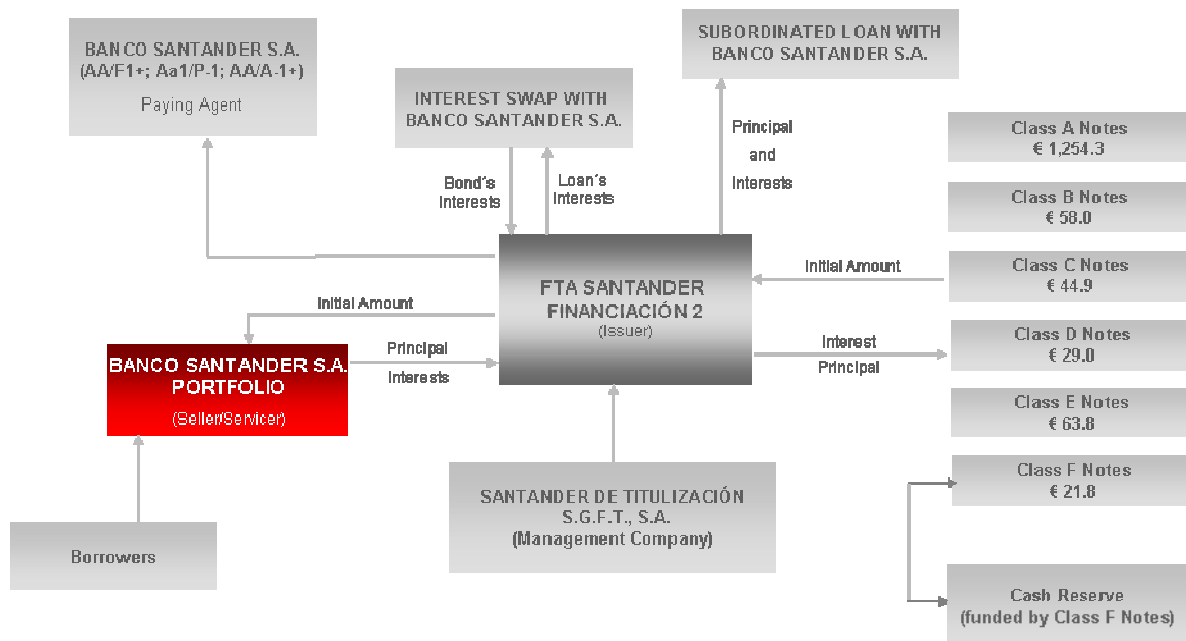 BANCO SANTANDER S.A.
(AA/F1+; Aa1/P-1; AA/A-1+)
Paying Agent
INTEREST SWAP WITH
BANCO SANTANDER S.A.
SUBORDINATED LOAN WITH
BANCO SANTANDER S.A.
Principal
and
Interests
Bond´s
Interests
Loan´s
Interests
Class A Notes
€ 1,254.3
Class B Notes
€ 58.0
Class C Notes
€ 44.9
Class D Notes
€ 29.0
Class E Notes
€ 63.8
Class F Notes
€ 21.8
Cash Reserve
(funded by Class F Notes)
Initial Amount
Interest
Principal
FTA SANTANDER
FINANCIACIÓN 2
(Issuer)
Initial Amount
Principal
Interests
BANCO SANTANDER S.A.
PORTFOLIO
(Seller/Servicer)
Borrowers
SANTANDER DE TITULIZACIÓN
S.G.F.T., S.A.
(Management Company)